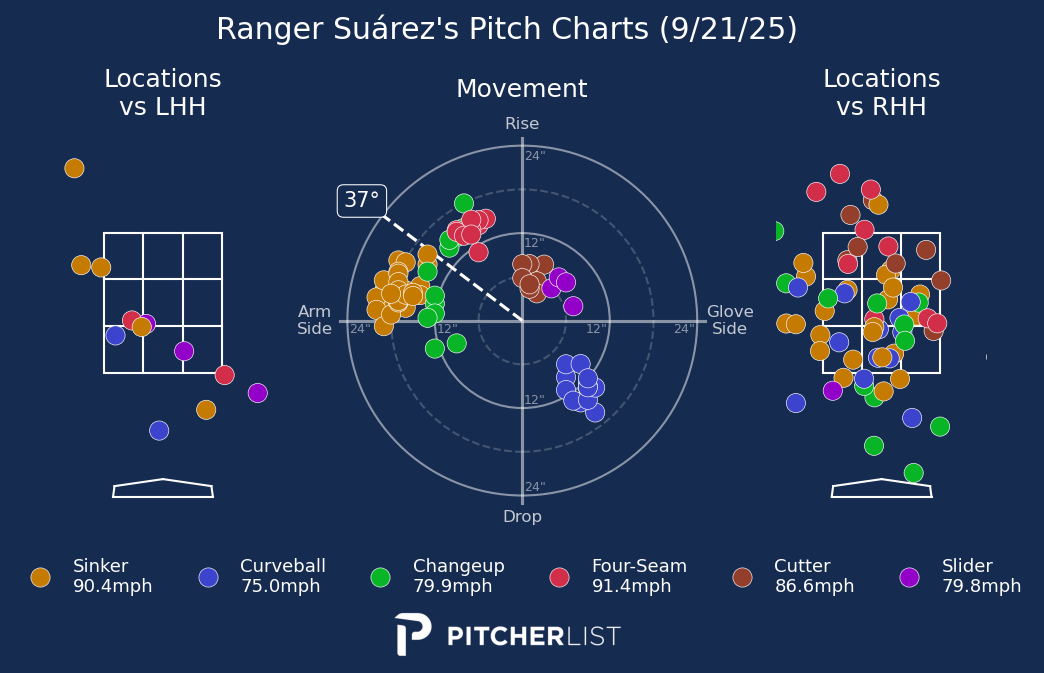 Ranger Suárez's Pitch Charts (9/21/25)
Locations
vs LHH
Movement
Locations
vs RHH
Rise
24"
37°
12"
Arm
Side
24"
12"
12"
24"
Glove
Side
12"
24"
Drop
Sinker
90.4mph
Curveball
75.0mph
Changeup
79.9mph
Four-Seam
91.4mph
Cutter
86.6mph
Slider
79.8mph
PITCHERLIST